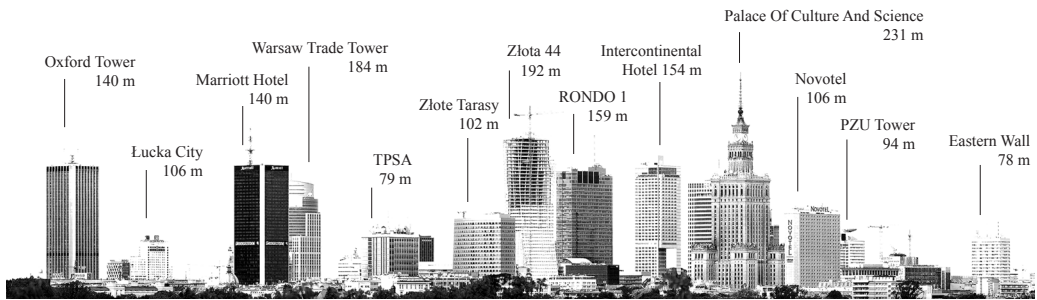 Oxford Tower
140 m
Łucka City
106 m
Marriott Hotel
140 m
Warsaw Trade Tower
184 m
TPSA
79 m
Złote Tarasy
102 m
Złota 44
192 m
RONDO 1
159 m
Intercontinental
Hotel 154 m
Palace Of Culture And Science
231 m
Novotel
106 m
PZU Tower
94 m
Eastern Wall
78 m
Novotel
NOVOTEL